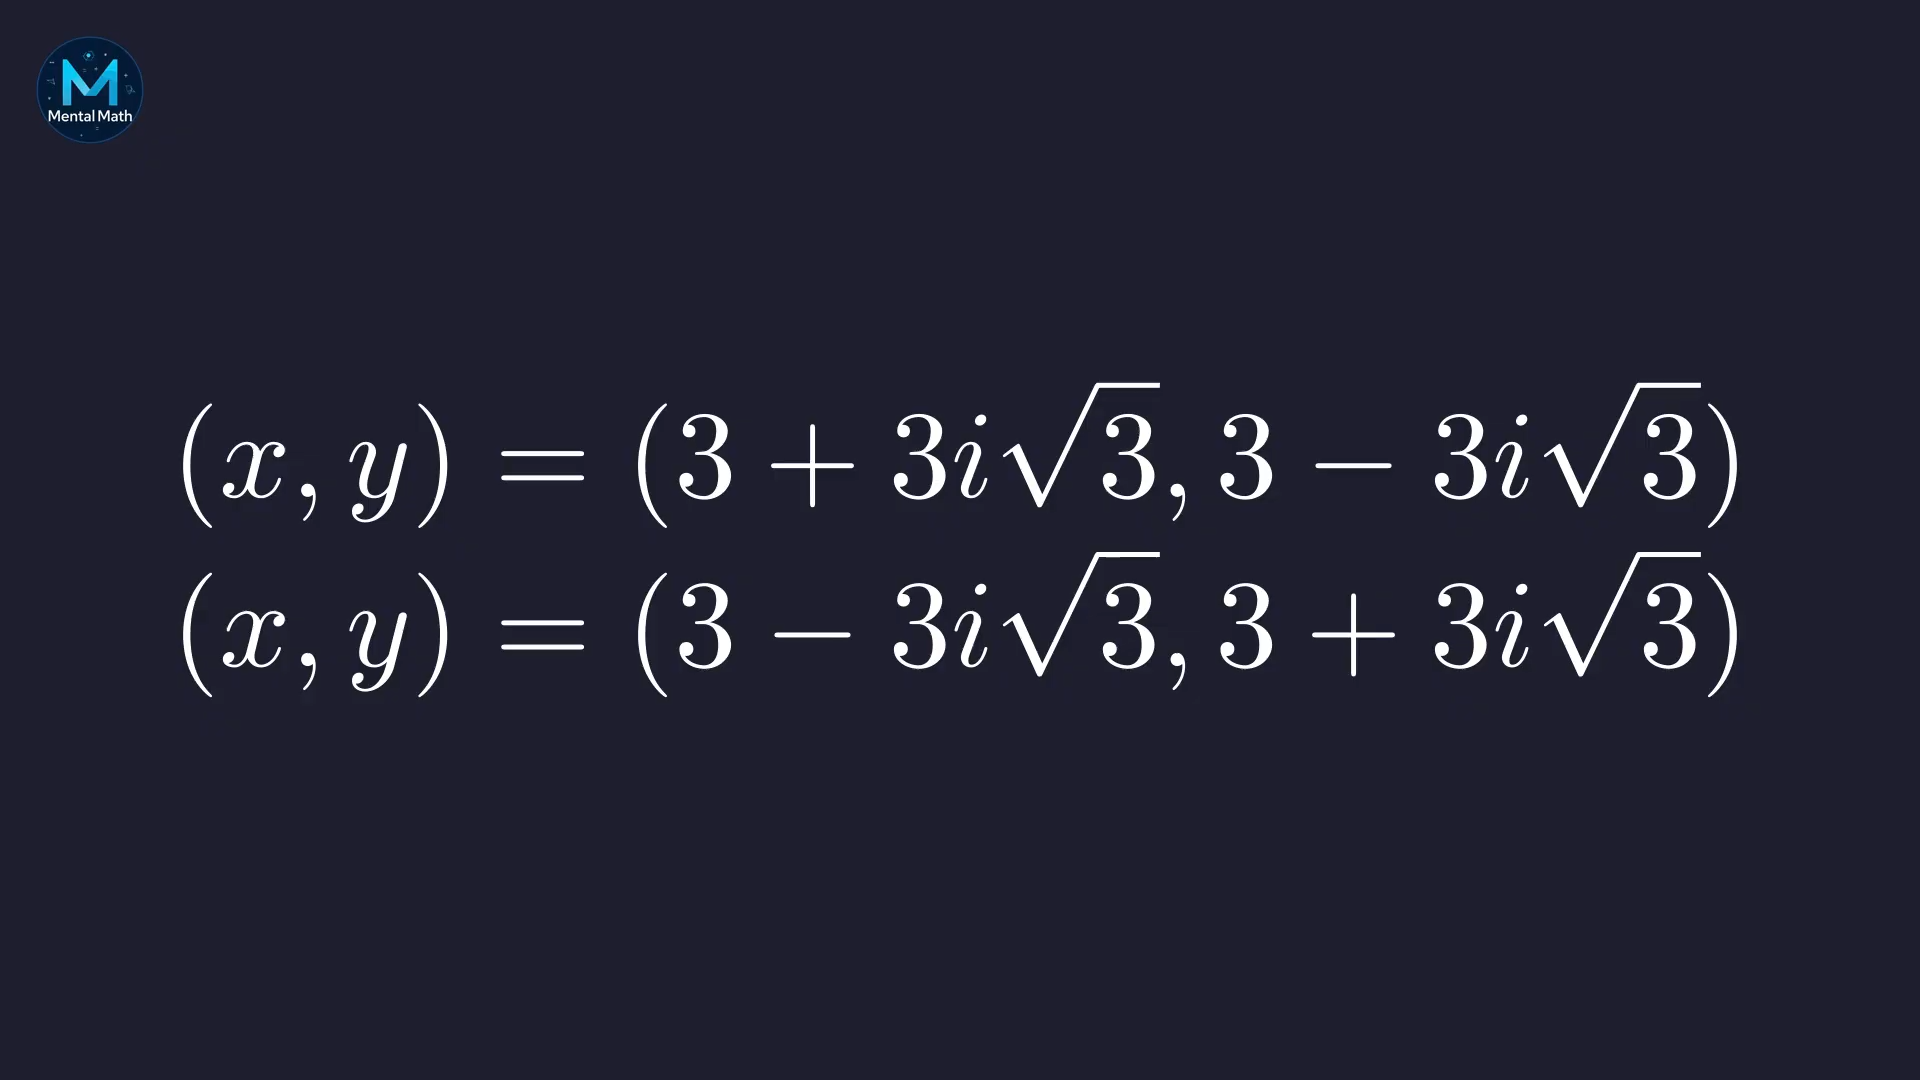 M
Mental Math
(x, y) = (3 + 3i√3, 3 − 3i√3)
(x, y) = (3 − 3i√3, 3 + 3i√3)